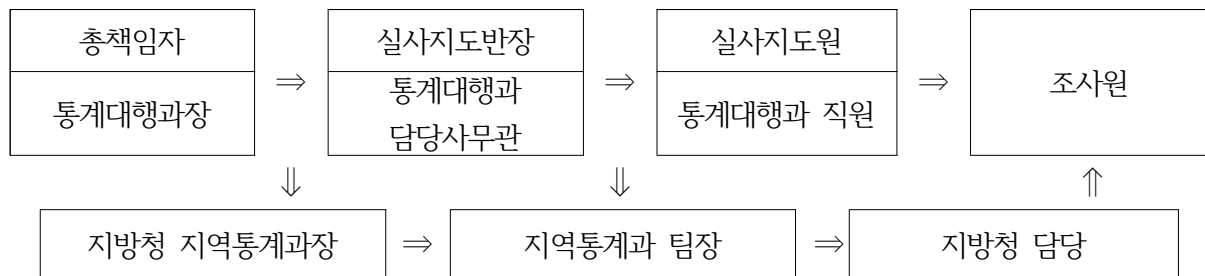 총책임자
통계대행과장
⇒
실사지도반장
통계대행과
담당사무관
⇒
실사지도원
통계대행과 직원
⇒
조사원
⇓
⇓
⇑
지방청 지역통계과장
⇒
지역통계과 팀장
⇒
지방청 담당